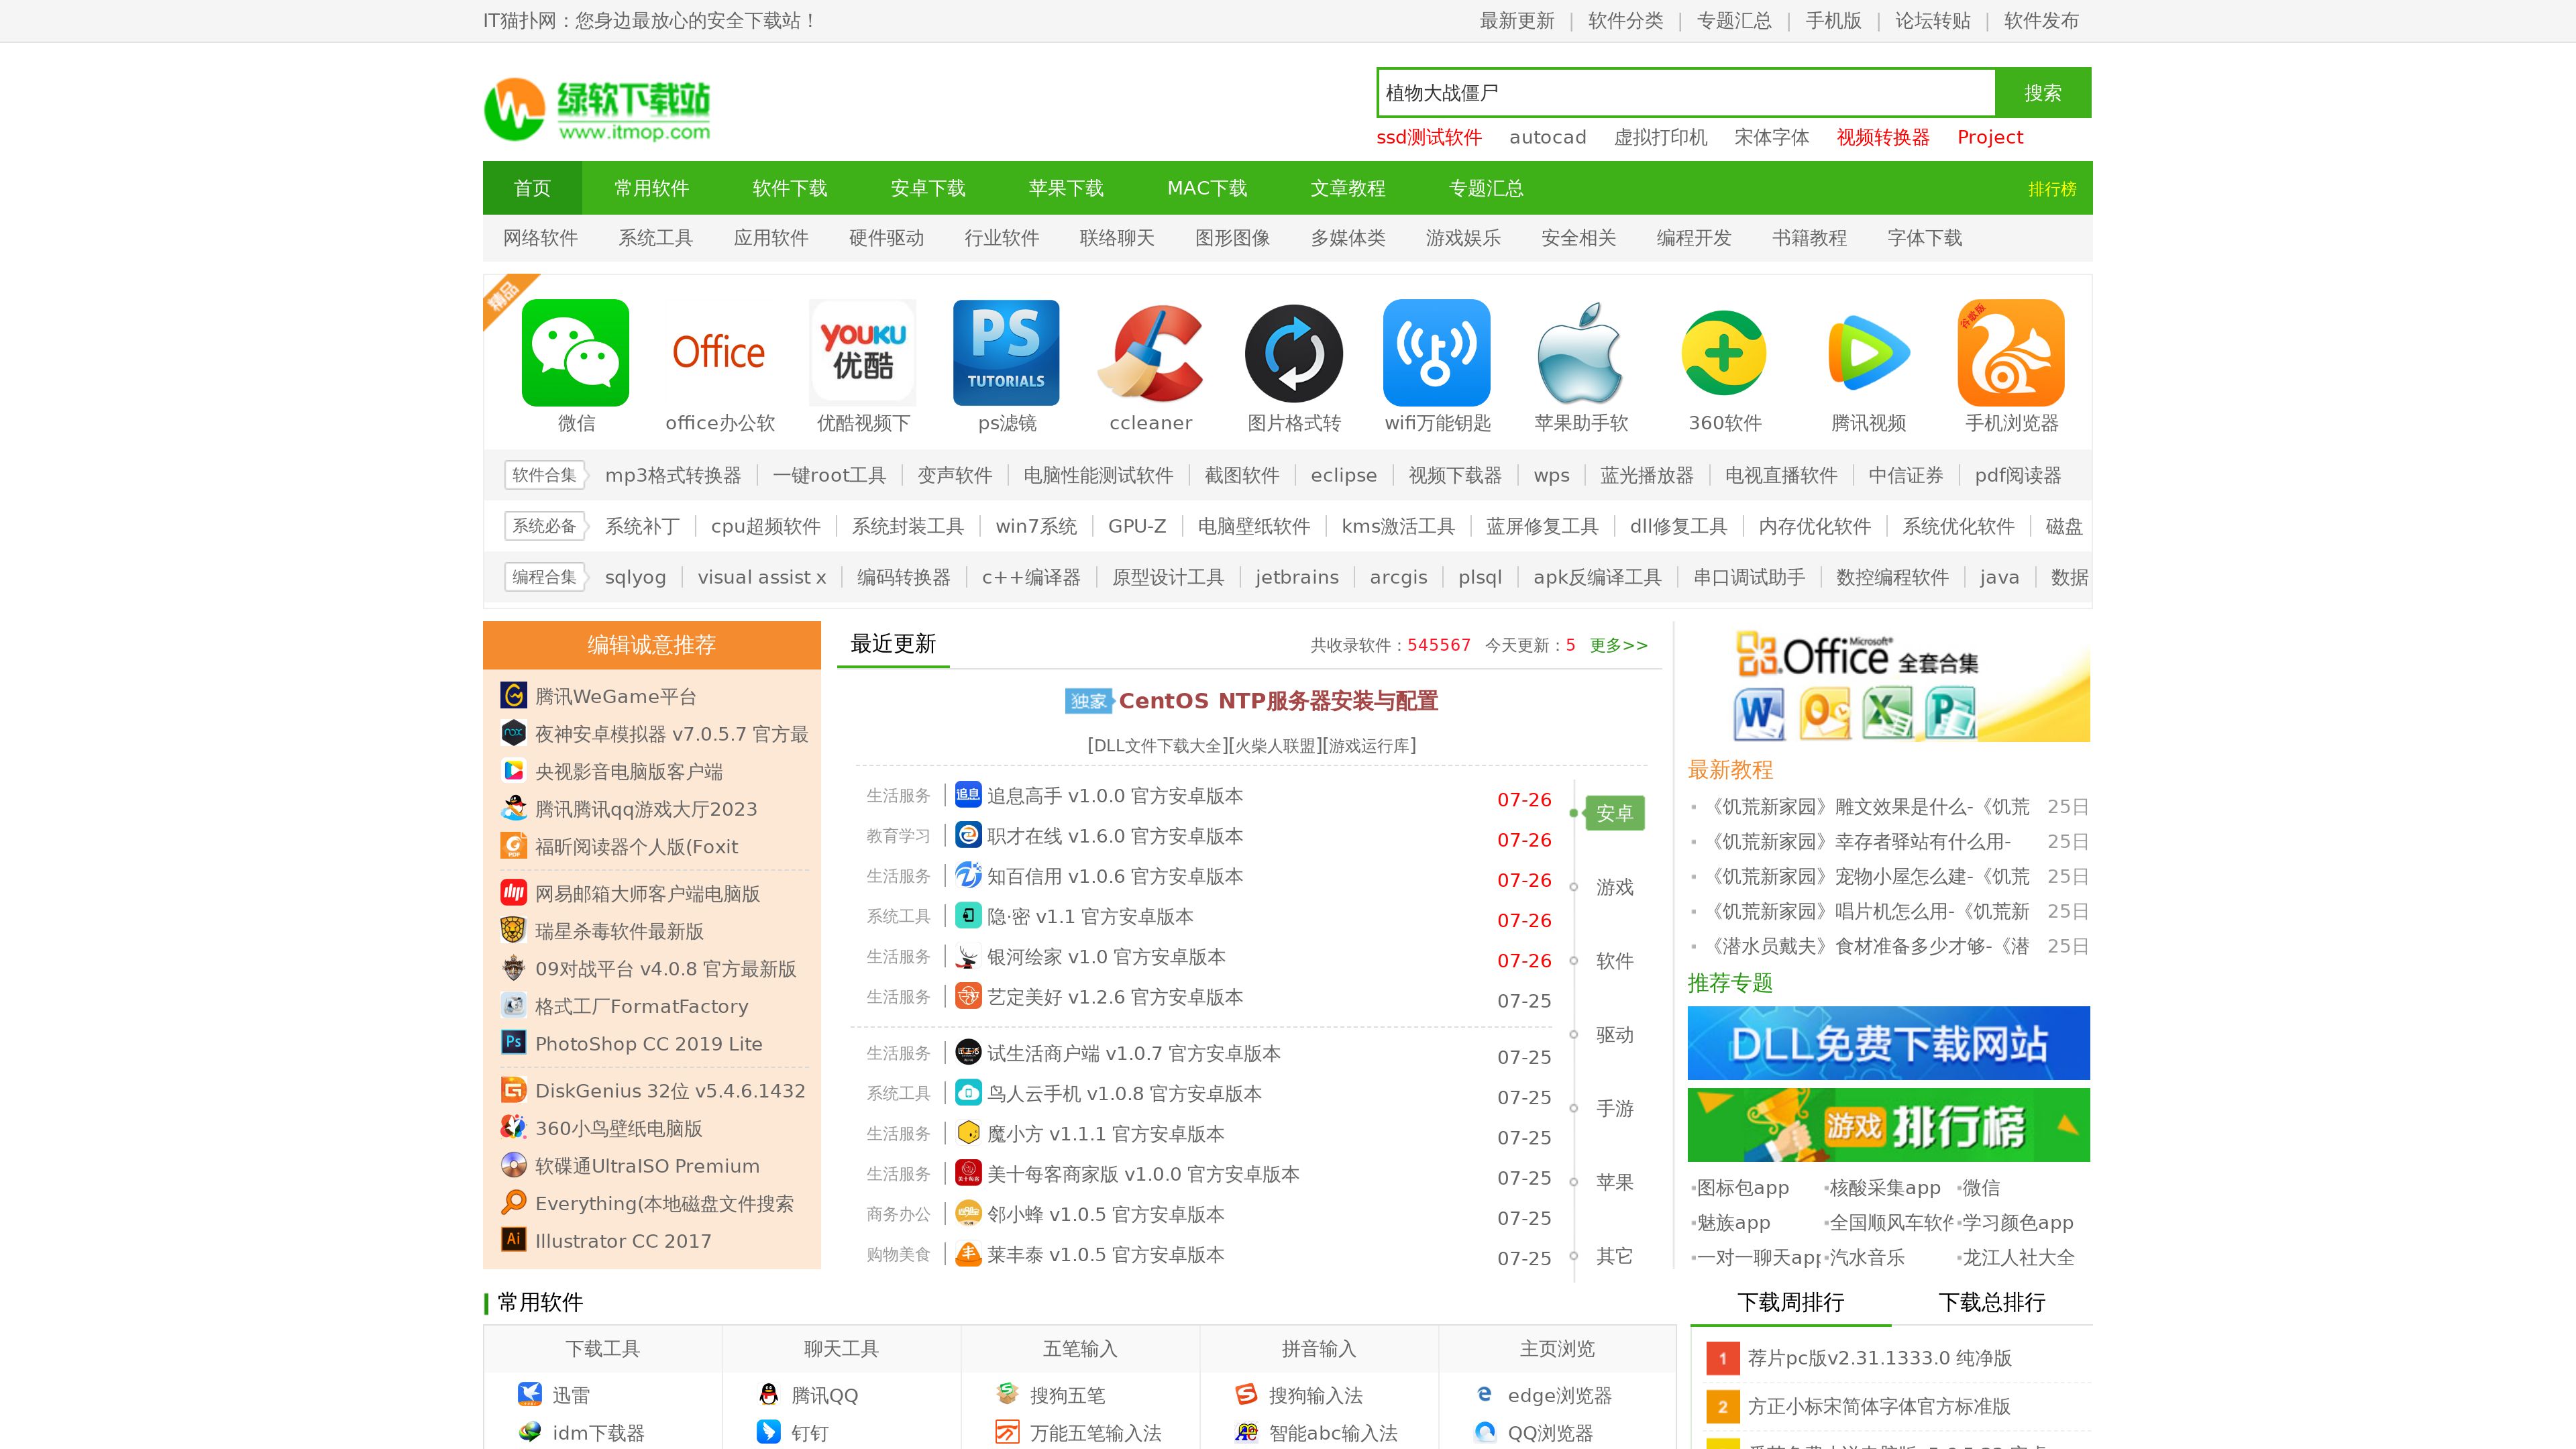 IT猫扑网：您身边最放心的安全下载站！
最新更新 | 软件分类 | 专题汇总 | 手机版 | 论坛转贴 | 软件发布
绿软下载站
www.itmop.com
植物大战僵尸
搜索
ssd测试软件 autocad 虚拟打印机 宋体字体 视频转换器 Project
首页 常用软件 软件下载 安卓下载 苹果下载 MAC下载 文章教程 专题汇总 排行榜
网络软件 系统工具 应用软件 硬件驱动 行业软件 联络聊天 图形图像 多媒体类 游戏娱乐 安全相关 编程开发 书籍教程 字体下载
精品
Office
YOUKU
优酷
PS
TUTORIALS
谷歌版
微信 office办公软 优酷视频下 ps滤镜 ccleaner 图片格式转 wifi万能钥匙 苹果助手软 360软件 腾讯视频 手机浏览器
软件合集 mp3格式转换器 一键root工具 变声软件 电脑性能测试软件 截图软件 eclipse 视频下载器 wps 蓝光播放器 电视直播软件 中信证券 pdf阅读器
系统必备 系统补丁 cpu超频软件 系统封装工具 win7系统 GPU-Z 电脑壁纸软件 kms激活工具 蓝屏修复工具 dll修复工具 内存优化软件 系统优化软件 磁盘
编程合集 sqlyog visual assist x 编码转换器 c++编译器 原型设计工具 jetbrains arcgis plsql apk反编译工具 串口调试助手 数控编程软件 java 数据
编辑诚意推荐
腾讯WeGame平台
夜神安卓模拟器 v7.0.5.7 官方最
央视影音电脑版客户端
腾讯腾讯qq游戏大厅2023
福昕阅读器个人版(Foxit
网易邮箱大师客户端电脑版
瑞星杀毒软件最新版
09对战平台 v4.0.8 官方最新版
格式工厂FormatFactory
PhotoShop CC 2019 Lite
DiskGenius 32位 v5.4.6.1432
360小鸟壁纸电脑版
软碟通UltraISO Premium
Everything(本地磁盘文件搜索
Illustrator CC 2017
最近更新 共收录软件：545567 今天更新：5 更多>>
独家 CentOS NTP服务器安装与配置
[DLL文件下载大全][火柴人联盟][游戏运行库]
生活服务 追息高手 v1.0.0 官方安卓版本 07-26
教育学习 职才在线 v1.6.0 官方安卓版本 07-26
生活服务 知百信用 v1.0.6 官方安卓版本 07-26
系统工具 隐·密 v1.1 官方安卓版本 07-26
生活服务 银河绘家 v1.0 官方安卓版本 07-26
生活服务 艺定美好 v1.2.6 官方安卓版本 07-25
生活服务 试生活商户端 v1.0.7 官方安卓版本 07-25
系统工具 鸟人云手机 v1.0.8 官方安卓版本 07-25
生活服务 魔小方 v1.1.1 官方安卓版本 07-25
生活服务 美十每客商家版 v1.0.0 官方安卓版本 07-25
商务办公 邻小蜂 v1.0.5 官方安卓版本 07-25
购物美食 莱丰泰 v1.0.5 官方安卓版本 07-25
安卓
游戏
软件
驱动
手游
苹果
其它
Microsoft®
Office 全套合集
最新教程
《饥荒新家园》雕文效果是什么-《饥荒 25日
《饥荒新家园》幸存者驿站有什么用- 25日
《饥荒新家园》宠物小屋怎么建-《饥荒 25日
《饥荒新家园》唱片机怎么用-《饥荒新 25日
《潜水员戴夫》食材准备多少才够-《潜 25日
推荐专题
DLL免费下载网站
游戏 排行榜
图标包app 核酸采集app 微信
魅族app 全国顺风车软件 学习颜色app
一对一聊天app 汽水音乐 龙江人社大全
常用软件
下载工具 聊天工具 五笔输入 拼音输入 主页浏览
迅雷 腾讯QQ 搜狗五笔 搜狗输入法 edge浏览器
idm下载器 钉钉 万能五笔输入法 智能abc输入法 QQ浏览器
下载周排行 下载总排行
1 荐片pc版v2.31.1333.0 纯净版
2 方正小标宋简体字体官方标准版